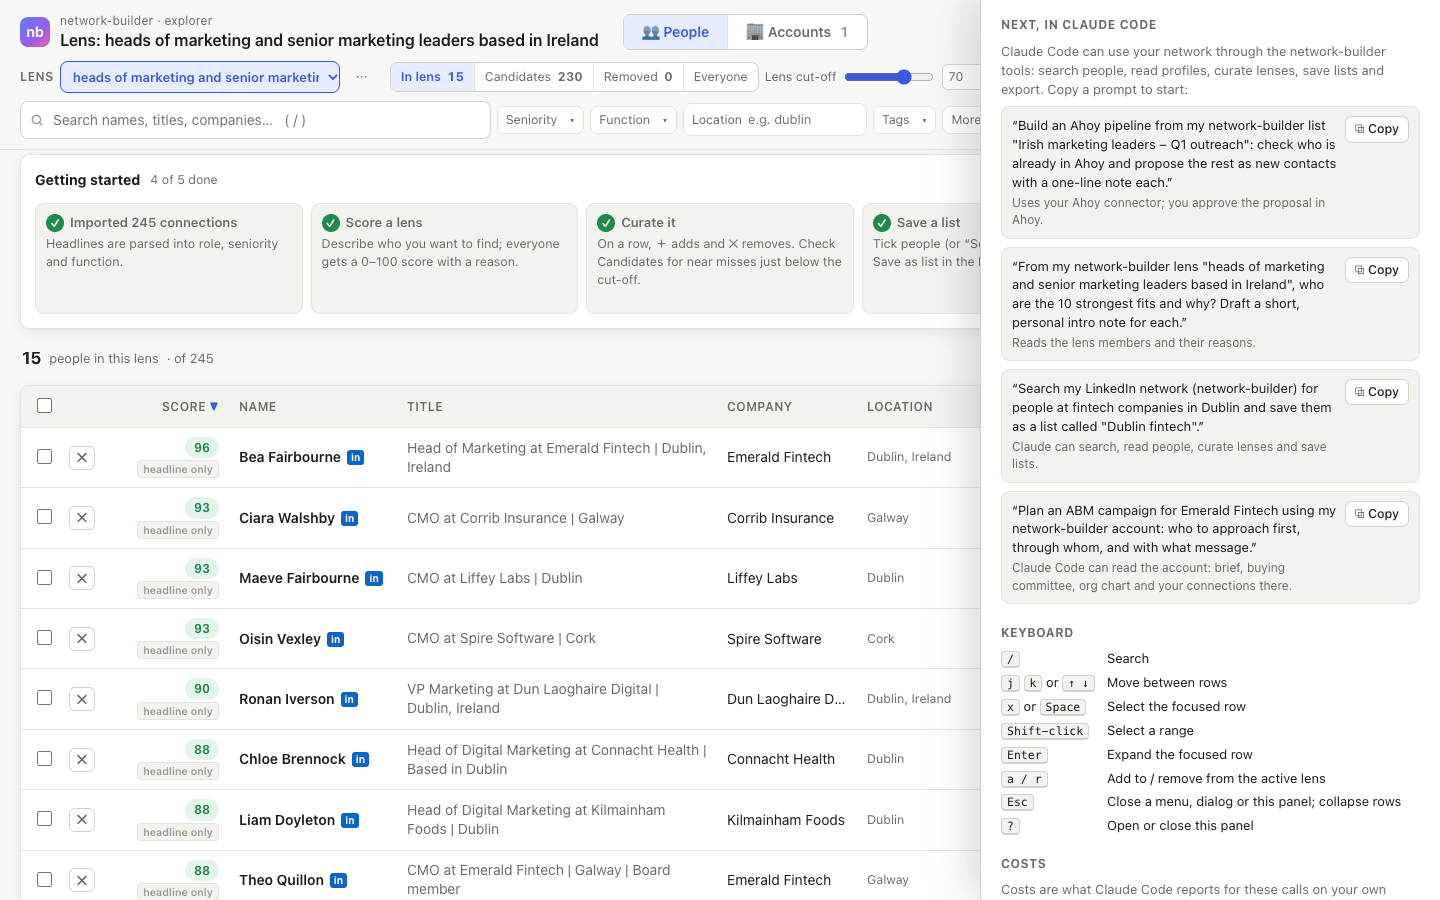 nb
network-builder · explorer
Lens: heads of marketing and senior marketing leaders based in Ireland
People
Accounts 1
LENS
heads of marketing and senior marketir
···
In lens 15
Candidates 230
Removed 0
Everyone
Lens cut-off
70
Search names, titles, companies... ( / )
Seniority
Function
Location e.g. dublin
Tags
More
Getting started 4 of 5 done
Imported 245 connections
Headlines are parsed into role, seniority
and function.
Score a lens
Describe who you want to find; everyone
gets a 0–100 score with a reason.
Curate it
On a row, + adds and × removes. Check
Candidates for near misses just below the
cut-off.
Save a list
Tick people (or
Save as list in the
15 people in this lens · of 245
SCORE ▼ NAME TITLE COMPANY LOCATION
96
headline only
Bea Fairbourne in
Head of Marketing at Emerald Fintech | Dublin,
Ireland
Emerald Fintech
Dublin, Ireland
93
headline only
Ciara Walshby in
CMO at Corrib Insurance | Galway
Corrib Insurance
Galway
93
headline only
Maeve Fairbourne in
CMO at Liffey Labs | Dublin
Liffey Labs
Dublin
93
headline only
Oisin Vexley in
CMO at Spire Software | Cork
Spire Software
Cork
90
headline only
Ronan Iverson in
VP Marketing at Dun Laoghaire Digital |
Dublin, Ireland
Dun Laoghaire D...
Dublin, Ireland
88
headline only
Chloe Brennock in
Head of Digital Marketing at Connacht Health |
Based in Dublin
Connacht Health
Dublin
88
headline only
Liam Doyleton in
Head of Digital Marketing at Kilmainham
Foods | Dublin
Kilmainham Foods
Dublin
88
headline only
Theo Quillon in
CMO at Emerald Fintech | Galway | Board
member
Emerald Fintech
Galway
NEXT, IN CLAUDE CODE
Claude Code can use your network through the network-builder
tools: search people, read profiles, curate lenses, save lists and
export. Copy a prompt to start:
“Build an Ahoy pipeline from my network-builder list
"Irish marketing leaders – Q1 outreach": check who is
already in Ahoy and propose the rest as new contacts
with a one-line note each.”
Uses your Ahoy connector; you approve the proposal in
Ahoy.
Copy
“From my network-builder lens "heads of marketing
and senior marketing leaders based in Ireland", who
are the 10 strongest fits and why? Draft a short,
personal intro note for each.”
Reads the lens members and their reasons.
Copy
“Search my LinkedIn network (network-builder) for
people at fintech companies in Dublin and save them
as a list called "Dublin fintech".”
Claude can search, read people, curate lenses and save
lists.
Copy
“Plan an ABM campaign for Emerald Fintech using my
network-builder account: who to approach first,
through whom, and with what message.”
Claude Code can read the account: brief, buying
committee, org chart and your connections there.
Copy
KEYBOARD
/ Search
j k or ↑ ↓ Move between rows
x or Space Select the focused row
Shift–click Select a range
Enter Expand the focused row
a / r Add to / remove from the active lens
Esc Close a menu, dialog or this panel; collapse rows
? Open or close this panel
COSTS
Costs are what Claude Code reports for these calls on your own